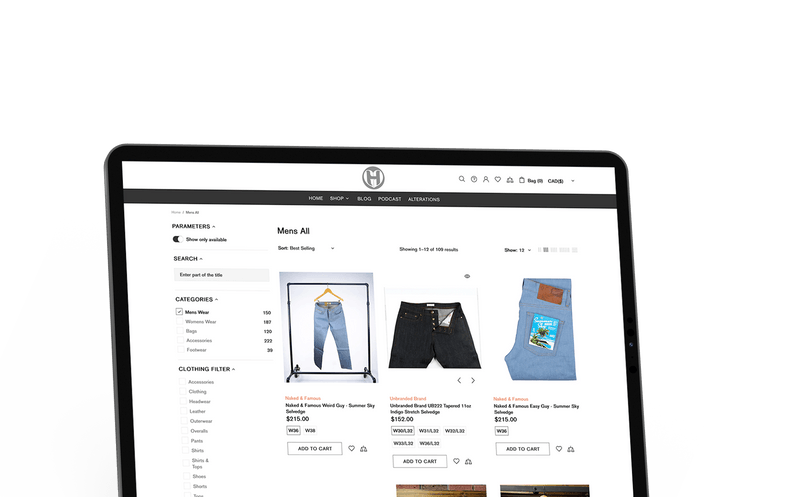 H
Bag (0)
CAD($)
HOME
SHOP
BLOG
PODCAST
ALTERATIONS
Home / Mens All
PARAMETERS
Show only available
SEARCH
Enter part of the title
CATEGORIES
Mens Wear 150
Womens Wear 187
Bags 120
Accessories 222
Footwear 39
CLOTHING FILTER
Accessories
Clothing
Headwear
Leather
Outerwear
Overalls
Pants
Shirts
Shirts &
Tops
Shoes
Shorts
Mens All
Sort: Best Selling
Showing 1-12 of 109 results
Show: 12
Naked & Famous
Naked & Famous Weird Guy - Summer Sky
Selvedge
$215.00
W36 W38
ADD TO CART
Unbranded Brand
Unbranded Brand UB222 Tapered 11oz
Indigo Stretch Selvedge
$152.00
W30/L32 W31/L32 W32/L32
W33/L32 W36/L32
ADD TO CART
Naked & Famous
Naked & Famous Easy Guy - Summer Sky
Selvedge
$215.00
W36
ADD TO CART